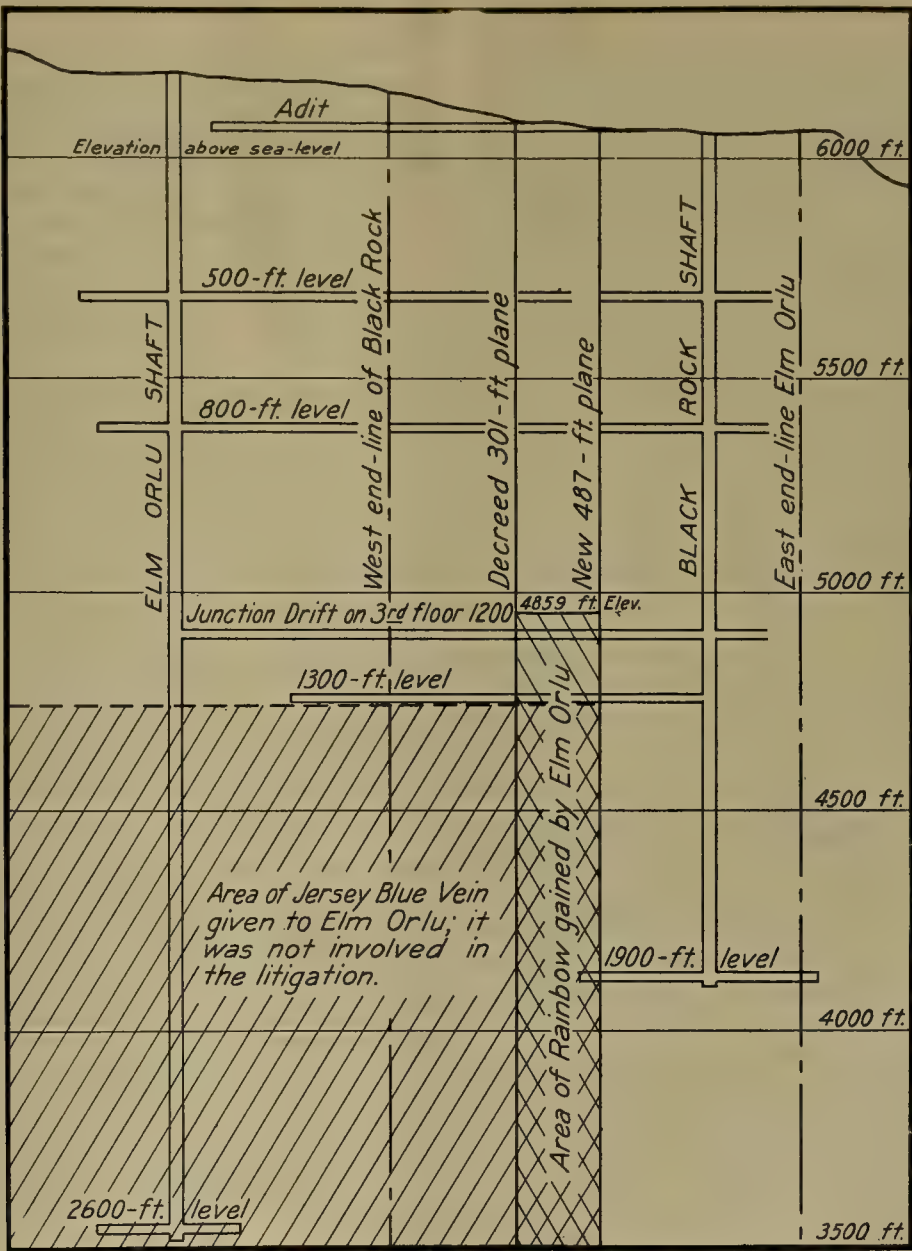 Adit
Elevation above sea-level
6000 ft.
500-ft. level
SHAFT
West end-line of Black Rock
Decreed 301-ft. plane
New 487-ft. plane
East end-line Elm Orlu
5500 ft.
SHAFT
ROCK
800-ft. level
ELM ORLU
BLACK
5000 ft.
Junction Drift on 3rd floor 1200
4859 ft. Elev.
1300-ft. level
4500 ft.
Area of Rainbow gained by Elm Orlu
Area of Jersey Blue Vein
given to Elm Orlu; it
was not involved in
the litigation.
1900-ft. level
4000 ft.
2600-ft. level
3500 ft.